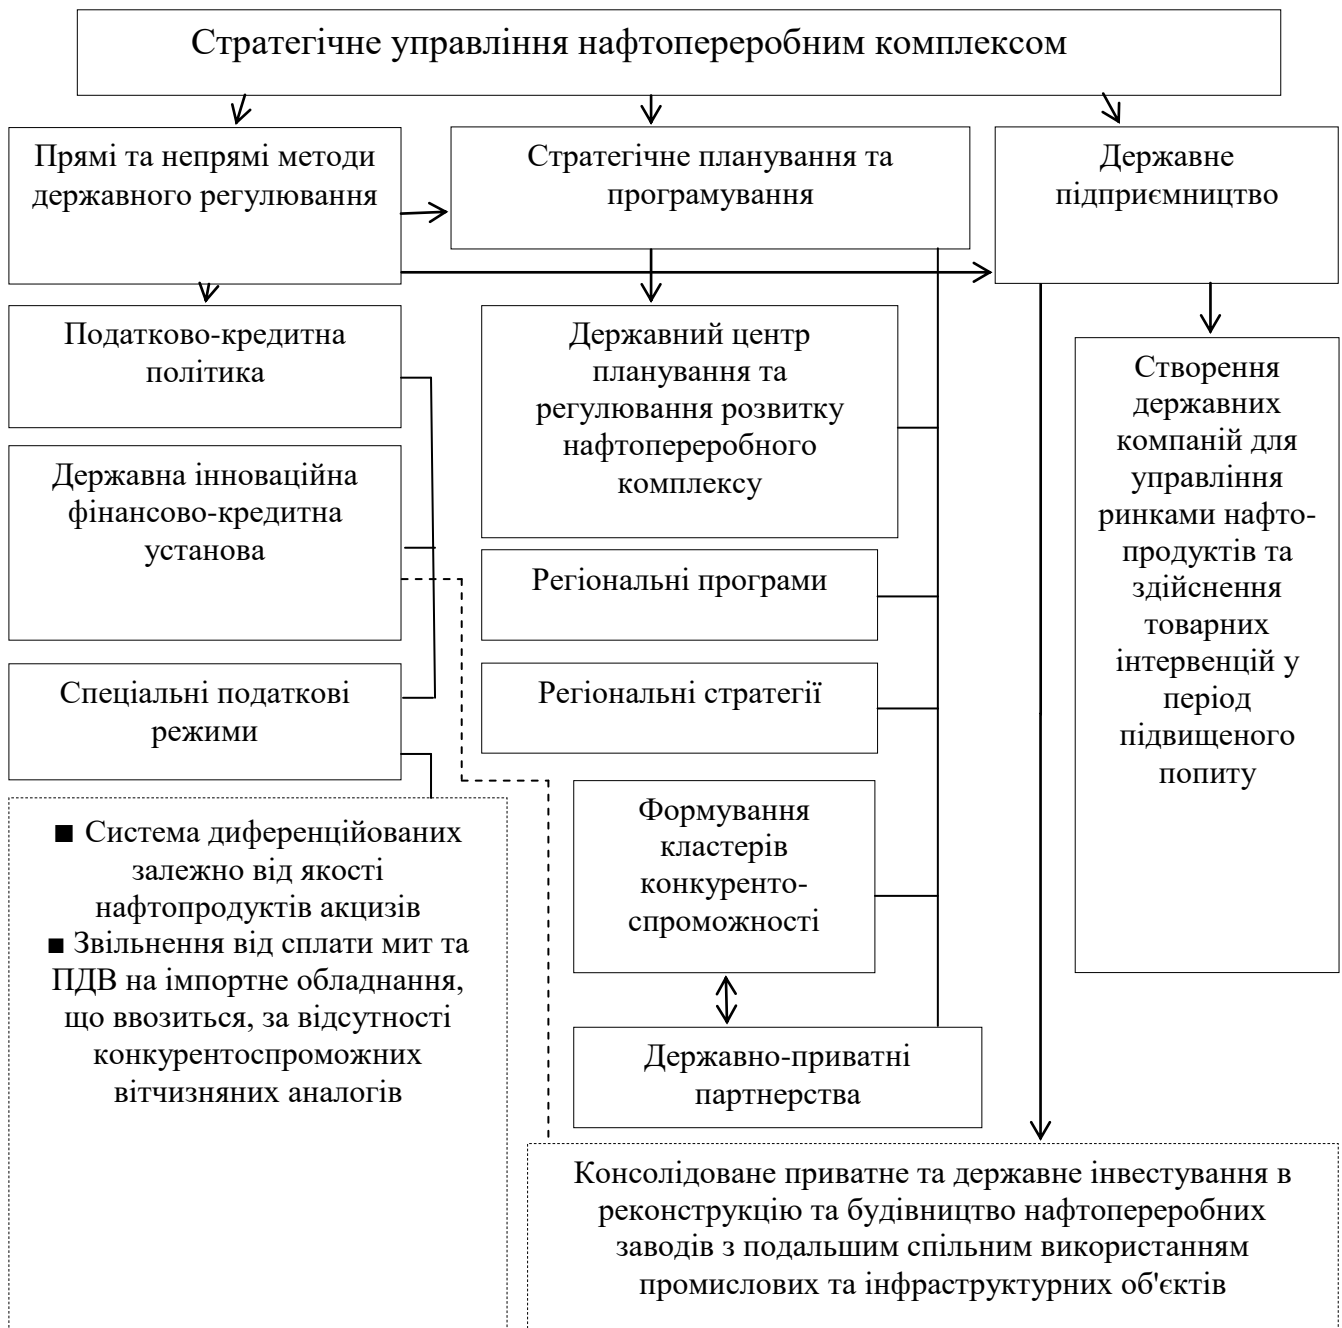 Стратегічне управління нафтопереробним комплексом
Прямі та непрямі методи
державного регулювання
Стратегічне планування та
програмування
Державне
підприємництво
Податково-кредитна
політика
Державний центр
планування та
регулювання розвитку
нафтопереробного
комплексу
Створення
державних
компаній для
управління
ринками нафто-
продуктів та
здійснення
товарних
інтервенцій у
період
підвищеного
попиту
Державна інноваційна
фінансово-кредитна
установа
Регіональні програми
Спеціальні податкові
режими
Регіональні стратегії
■ Система диференційованих
залежно від якості
нафтопродуктів акцизів
■ Звільнення від сплати мит та
ПДВ на імпортне обладнання,
що ввозиться, за відсутності
конкурентоспроможних
вітчизняних аналогів
Формування
кластерів
конкуренто-
спроможності
Державно-приватні
партнерства
Консолідоване приватне та державне інвестування в
реконструкцію та будівництво нафтопереробних
заводів з подальшим спільним використанням
промислових та інфраструктурних об'єктів